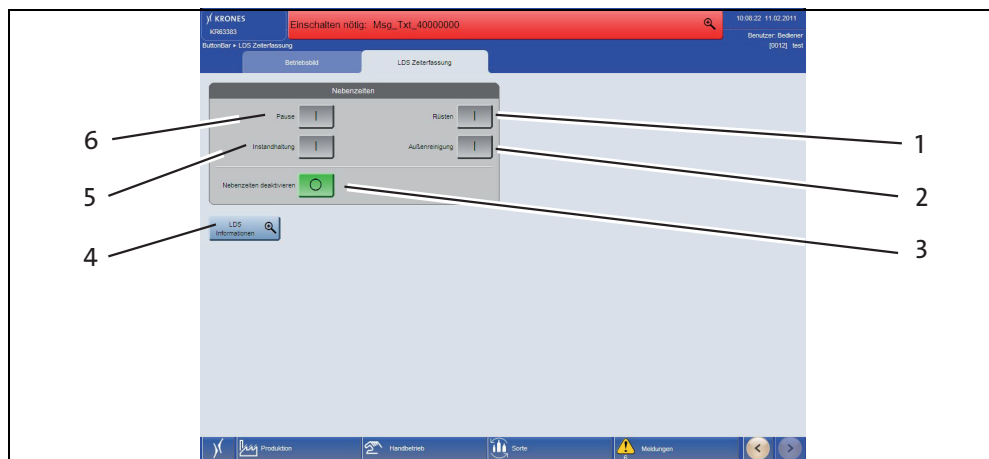 KRONES
KR63383
Einschalten nötig: Msg_Txt_40000000
10:08:22 11.02.2011
Benutzer: Bediener
[0012] test
ButtonBar ▸ LDS Zeiterfassung
Betriebsbild
LDS Zeiterfassung
Nebenzeiten
6
Pause
Rüsten
1
5
Instandhaltung
Außenreinigung
2
Nebenzeiten deaktivieren
3
4
LDS
Informationen
Produktion
Handbetrieb
Sorte
6
Meldungen